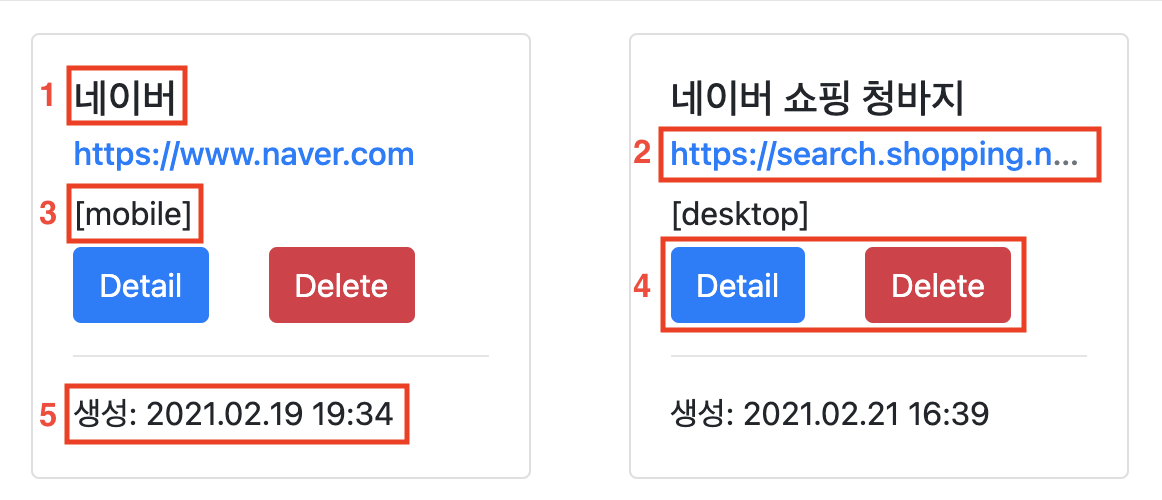 1 네이버
https://www.naver.com
3 [mobile]
Detail Delete
5 생성: 2021.02.19 19:34
네이버 쇼핑 청바지
2 https://search.shopping.n...
[desktop]
4 Detail Delete
생성: 2021.02.21 16:39